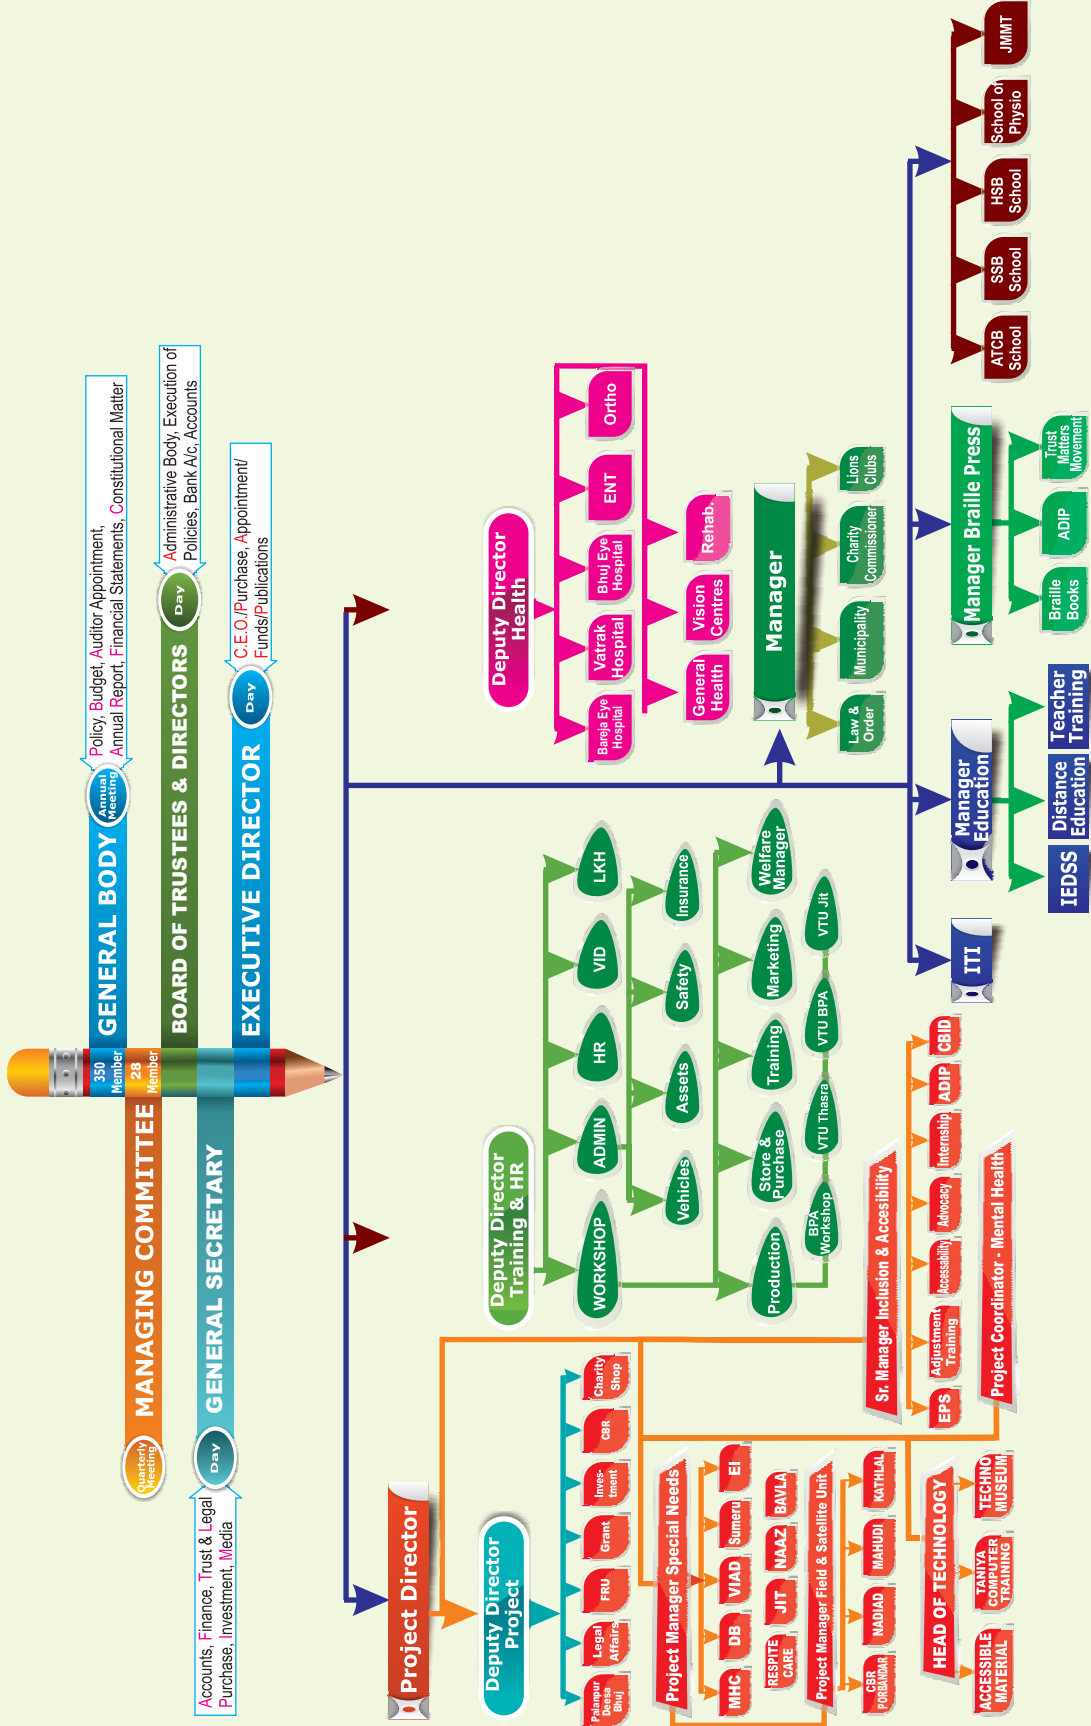 GENERAL BODY
Annual
Meeting
Policy, Budget, Auditor Appointment,
Annual Report, Financial Statements, Constitutional Matter
350
Member
28
Member
MANAGING COMMITTEE
Quarterly
Meeting
BOARD OF TRUSTEES & DIRECTORS
Day
Administrative Body, Execution of
Policies, Bank A/c, Accounts
GENERAL SECRETARY
Day
Accounts, Finance, Trust & Legal
Purchase, Investment, Media
EXECUTIVE DIRECTOR
Day
C.E.O./Purchase, Appointment/
Funds/Publications
Project Director
Deputy Director
Project
Palanpur
Deesa
Bhuj
Legal
Affairs
FRU
Grant
Inves-
tment
CBR
Charity
Shop
Project Manager Special Needs
MHC
DB
VIAD
Sumeru
EI
RESPITE
CARE
JIT
NAAZ
BAVLA
Project Manager Field & Satellite Unit
CBR
PORBANDAR
NADIAD
MAHUDI
KATHLAL
HEAD OF TECHNOLOGY
ACCESSIBLE
MATERIAL
TANIYA
COMPUTER
TRAINING
TECHNO
MUSEUM
Sr. Manager Inclusion & Accesibility
EPS
Adjustment
Training
Accessability
Advocacy
Internship
ADIP
CBID
Project Coordinator - Mental Health
Deputy Director
Training & HR
WORKSHOP
ADMIN
HR
VID
LKH
Vehicles
Assets
Safety
Insurance
Production
Store &
Purchase
Training
Marketing
Welfare
Manager
BPA
Workshop
VTU Thasra
VTU BPA
VTU Jit
Deputy Director
Health
Bareja Eye
Hospital
Vatrak
Hospital
Bhuj Eye
Hospital
ENT
Ortho
General
Health
Vision
Centres
Rehab.
Manager
Law &
Order
Municipality
Charity
Commissioner
Lions
Clubs
ITI
Manager
Education
IEDSS
Distance
Education
Teacher
Training
Manager Braille Press
Braille
Books
ADIP
Trust
Matters
Movement
ATCB
School
SSB
School
HSB
School
School of
Physio
JMMT